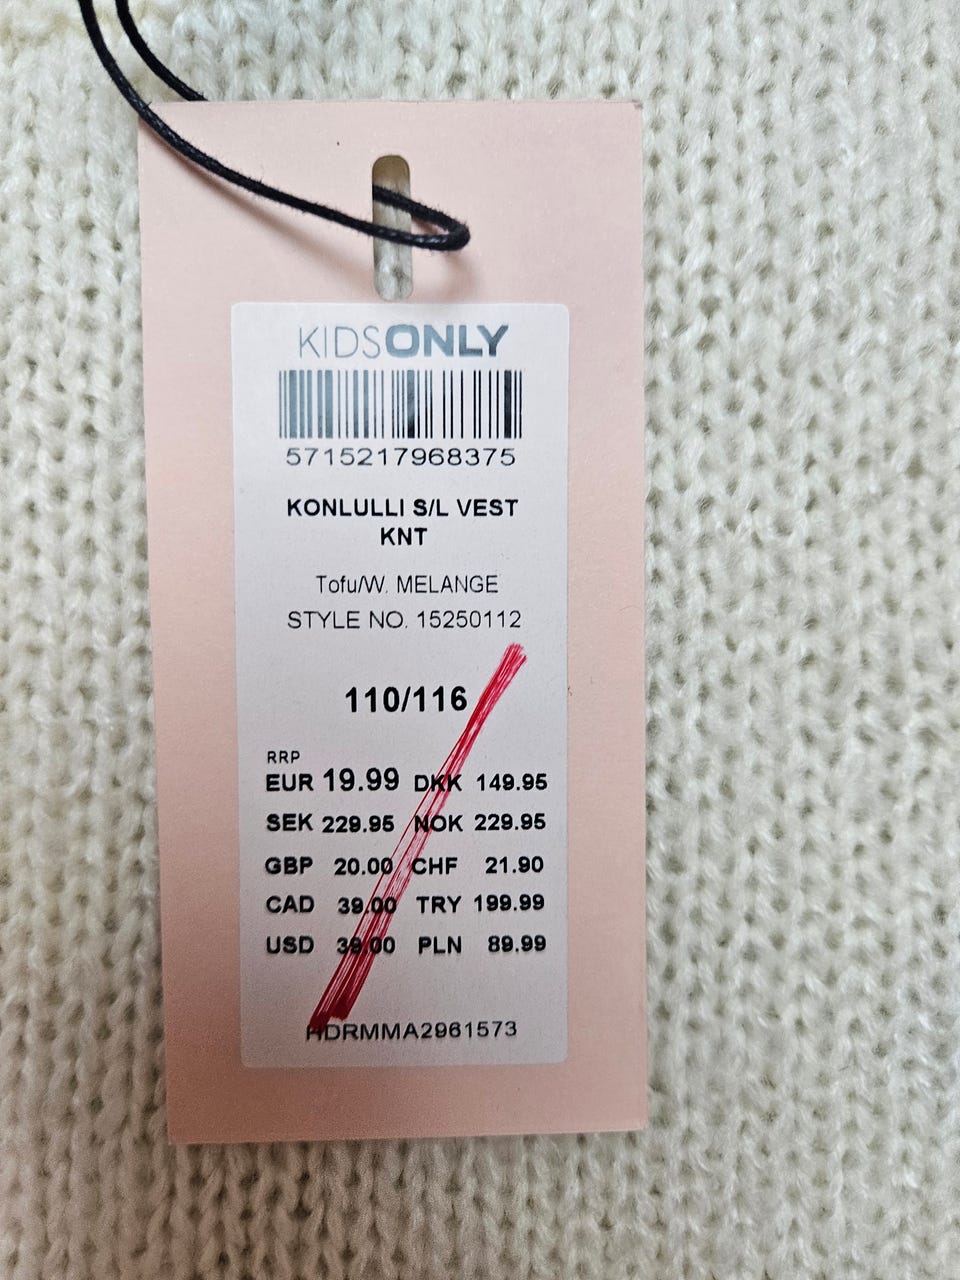 KIDSONLY
5715217968375
KONLULLI S/L VEST
KNT
Tofu/W. MELANGE
STYLE NO. 15250112
110/116
RRP
EUR 19.99 DKK 149.95
SEK 229.95 NOK 229.95
GBP 20.00 CHF 21.90
CAD 39.00 TRY 199.99
USD 39.00 PLN 89.99
HDRMMA2961573